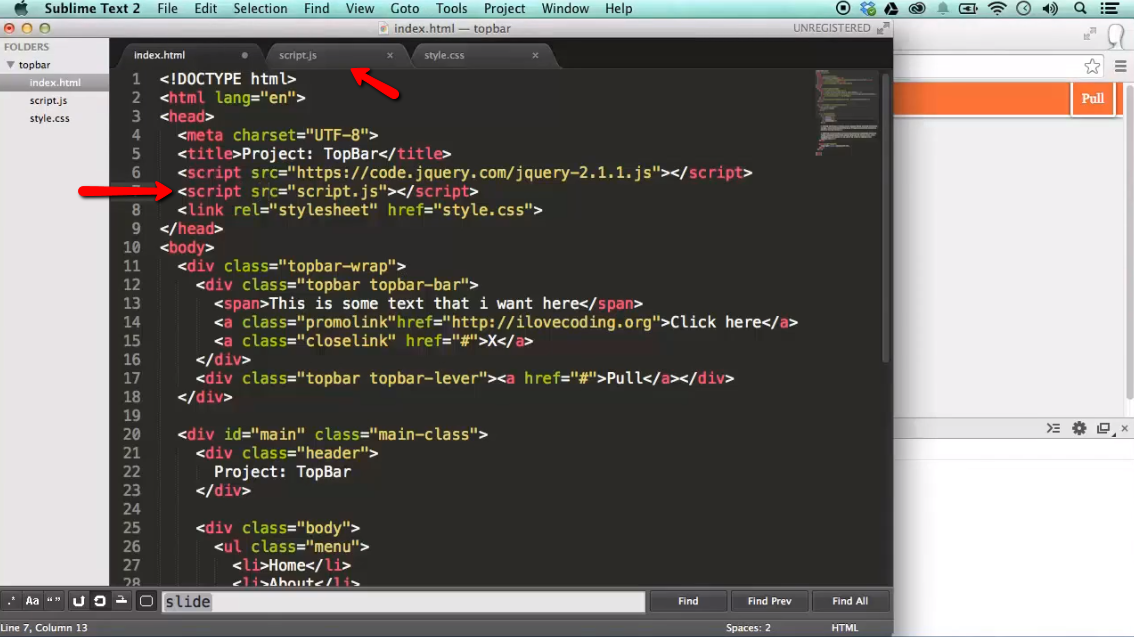 Sublime Text 2 File Edit Selection Find View Goto Tools Project Window Help
index.html — topbar UNREGISTERED
FOLDERS
topbar
index.html
script.js
style.css
index.html script.js × style.css ×
1 <!DOCTYPE html>
2 <html lang="en">
3 <head>
4 <meta charset="UTF-8">
5 <title>Project: TopBar</title>
6 <script src="https://code.jquery.com/jquery-2.1.1.js"></script>
<script src="script.js"></script>
8 <link rel="stylesheet" href="style.css">
9 </head>
10 <body>
11 <div class="topbar-wrap">
12 <div class="topbar topbar-bar">
13 <span>This is some text that i want here</span>
14 <a class="promolink"href="http://ilovecoding.org">Click here</a>
15 <a class="closelink" href="#">X</a>
16 </div>
17 <div class="topbar topbar-lever"><a href="#">Pull</a></div>
18 </div>
19
20 <div id="main" class="main-class">
21 <div class="header">
22 Project: TopBar
23 </div>
24
25 <div class="body">
26 <ul class="menu">
27 <li>Home</li>
28 <li>About</li>
Pull
.* Aa “ ”
slide
Find Find Prev Find All
Line 7, Column 13 Spaces: 2 HTML